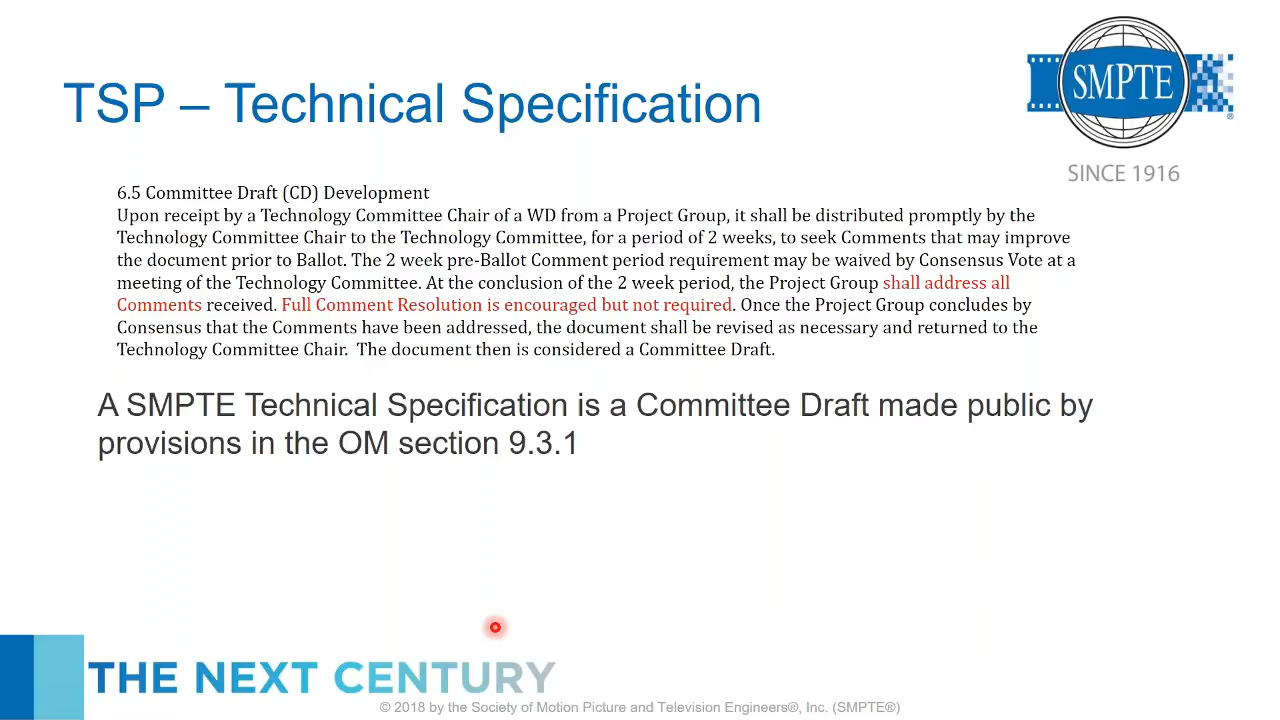 TSP – Technical Specification
SMPTE®
SINCE 1916
6.5 Committee Draft (CD) Development
Upon receipt by a Technology Committee Chair of a WD from a Project Group, it shall be distributed promptly by the
Technology Committee Chair to the Technology Committee, for a period of 2 weeks, to seek Comments that may improve
the document prior to Ballot. The 2 week pre-Ballot Comment period requirement may be waived by Consensus Vote at a
meeting of the Technology Committee. At the conclusion of the 2 week period, the Project Group shall address all
Comments received. Full Comment Resolution is encouraged but not required. Once the Project Group concludes by
Consensus that the Comments have been addressed, the document shall be revised as necessary and returned to the
Technology Committee Chair.  The document then is considered a Committee Draft.
A SMPTE Technical Specification is a Committee Draft made public by
provisions in the OM section 9.3.1
THE NEXT CENTURY
© 2018 by the Society of Motion Picture and Television Engineers®, Inc. (SMPTE®)